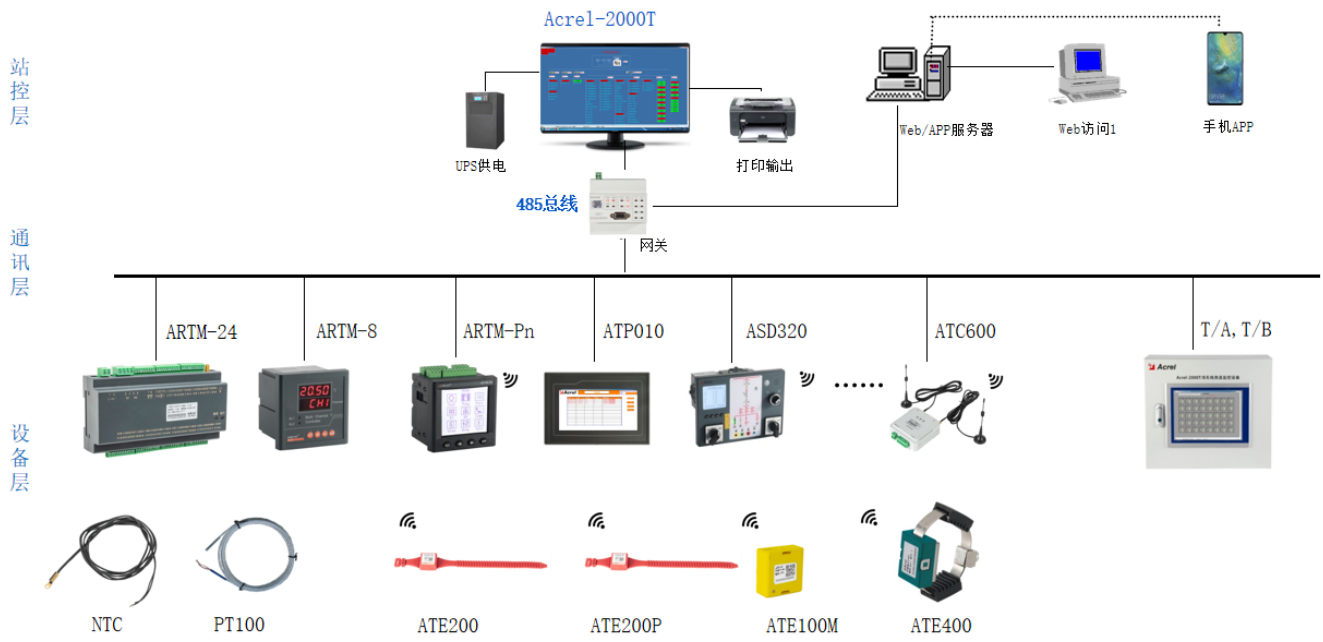 Acrel-2000T
站控层
UPS供电
打印输出
Web/APP服务器
Web访问1
手机APP
485总线
网关
通讯层
ARTM-24
ARTM-8
ARTM-Pn
ATP010
ASD320
ATC600
T/A,T/B
2050
CH1
Acrel
Acrel
设备层
NTC
PT100
ATE200
ATE200P
ATE100M
ATE400